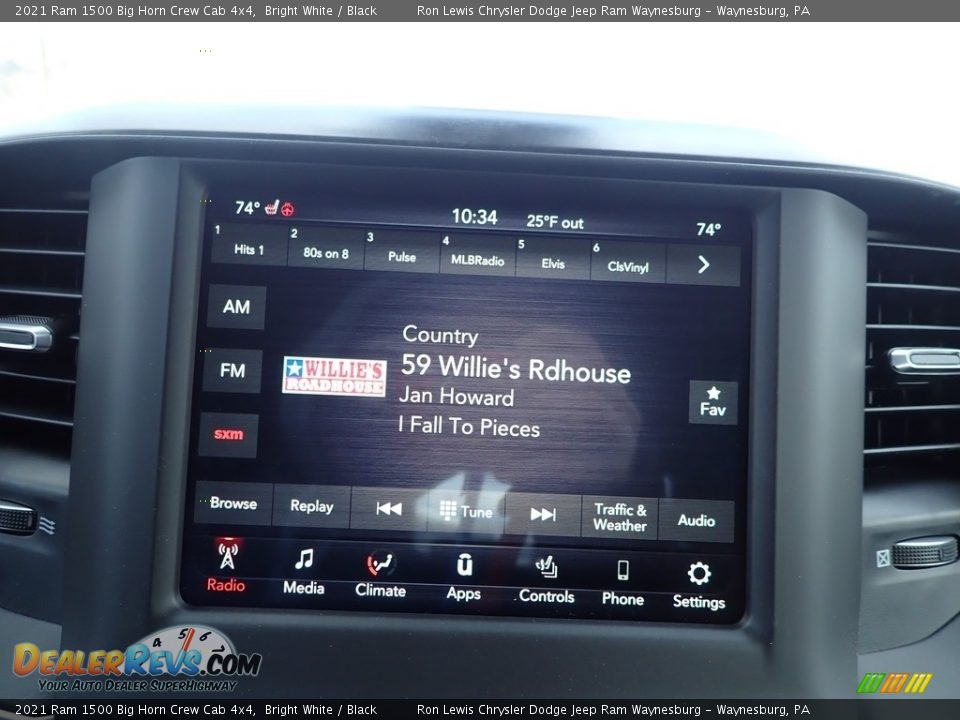 2021 Ram 1500 Big Horn Crew Cab 4x4, Bright White / Black Ron Lewis Chrysler Dodge Jeep Ram Waynesburg – Waynesburg, PA
74° 10:34 25°F out 74°
1 Hits 1 2 80s on 8 3 Pulse 4 MLBRadio 5 Elvis 6 ClsVinyl
AM
FM
sxm
WILLIE'S
ROADHOUSE
Country
59 Willie's Rdhouse
Jan Howard
I Fall To Pieces
Fav
Browse Replay Tune Traffic & Weather Audio
Radio Media Climate Apps Controls Phone Settings
4 5 6
DealerRevs.com
Your Auto Dealer SuperHighway
2021 Ram 1500 Big Horn Crew Cab 4x4, Bright White / Black Ron Lewis Chrysler Dodge Jeep Ram Waynesburg – Waynesburg, PA